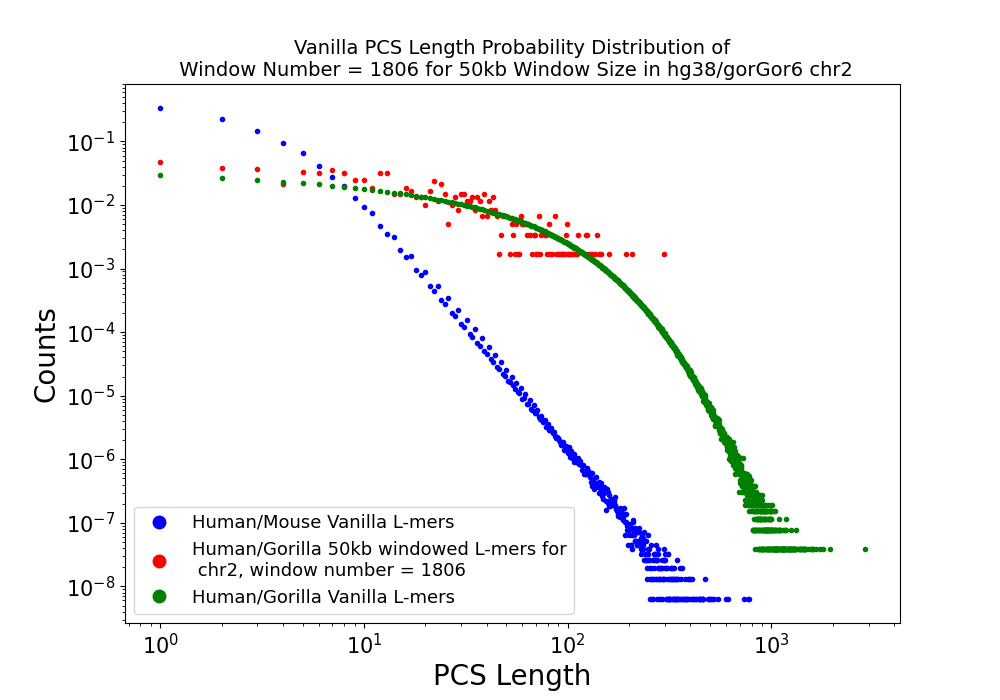 Vanilla PCS Length Probability Distribution of
Window Number = 1806 for 50kb Window Size in hg38/gorGor6 chr2
Counts
10⁻¹
10⁻²
10⁻³
10⁻⁴
10⁻⁵
10⁻⁶
10⁻⁷
10⁻⁸
Human/Mouse Vanilla L-mers
Human/Gorilla 50kb windowed L-mers for
chr2, window number = 1806
Human/Gorilla Vanilla L-mers
10⁰ 10¹ 10² 10³
PCS Length